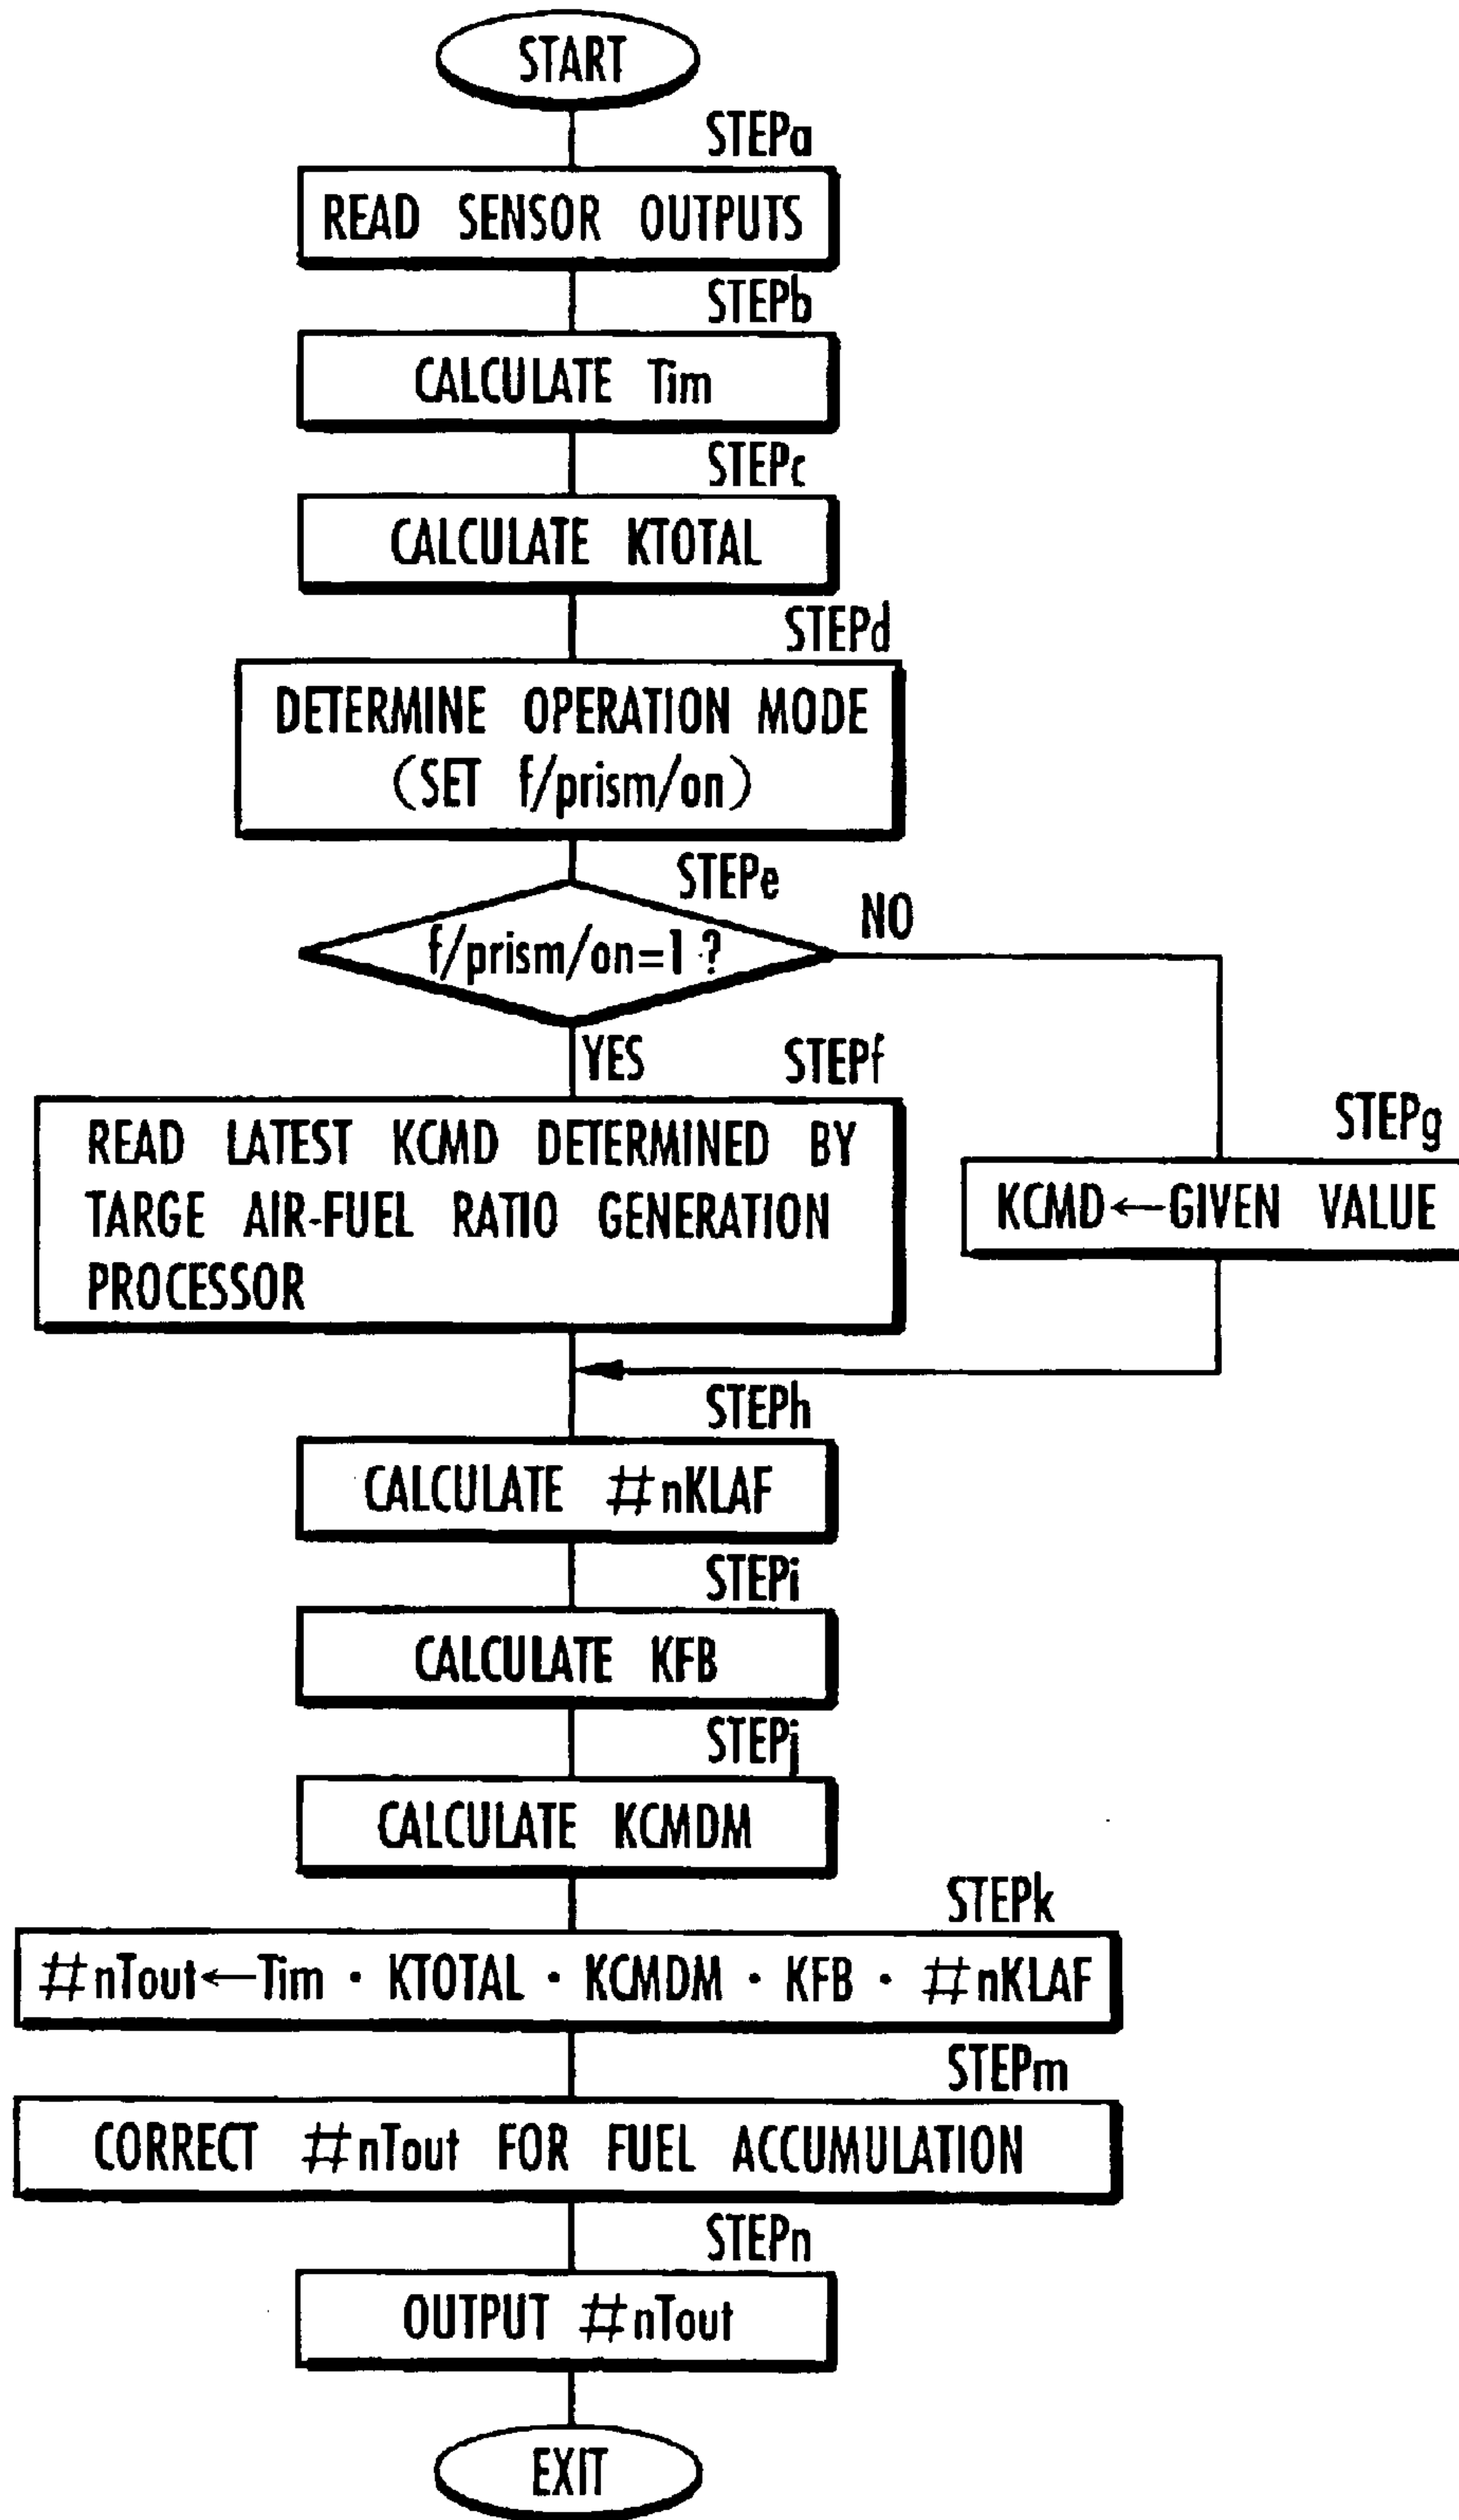 START
STEPa
READ SENSOR OUTPUTS
STEPb
CALCULATE Tim
STEPc
CALCULATE KTOTAL
STEPd
DETERMINE OPERATION MODE
(SET f/prism/on)
STEPe
f/prism/on=1 ?
NO
YES
STEPf
READ LATEST KCMD DETERMINED BY
TARGE AIR-FUEL RATIO GENERATION
PROCESSOR
STEPg
KCMD←GIVEN VALUE
STEPh
CALCULATE #nKLAF
STEPi
CALCULATE KFB
STEPj
CALCULATE KCMDM
STEPk
#nTout←Tim · KTOTAL · KCMDM · KFB · #nKLAF
STEPm
CORRECT #nTout FOR FUEL ACCUMULATION
STEPn
OUTPUT #nTout
EXIT